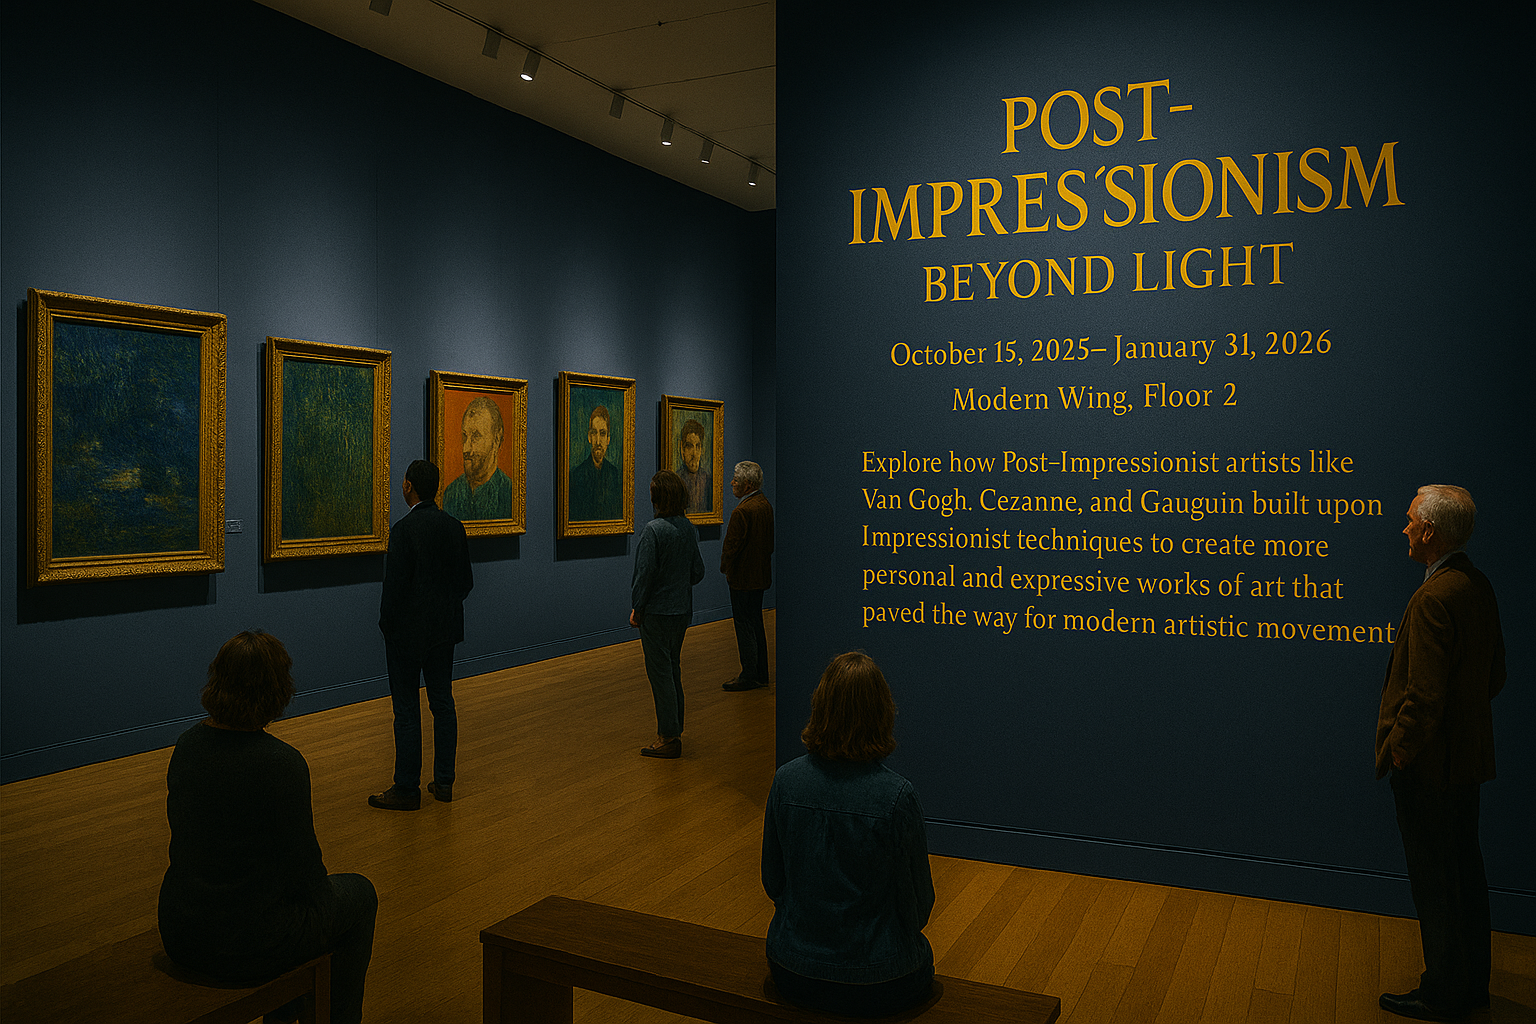 POST-
IMPRES´SIONISM
BEYOND LIGHT
October 15, 2025– January 31, 2026
Modern Wing, Floor 2
Explore how Post–Impressionist artists like
Van Gogh. Cezanne, and Gauguin built upon
Impressionist techniques to create more
personal and expressive works of art that
paved the way for modern artistic movement